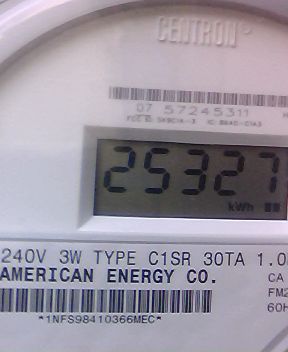 CENTRON
07 57245311
25327
kWh
240V 3W TYPE C1SR 30TA 1.0
AMERICAN ENERGY CO.
CA
FM2
60H
*1NFS98410366MEC*